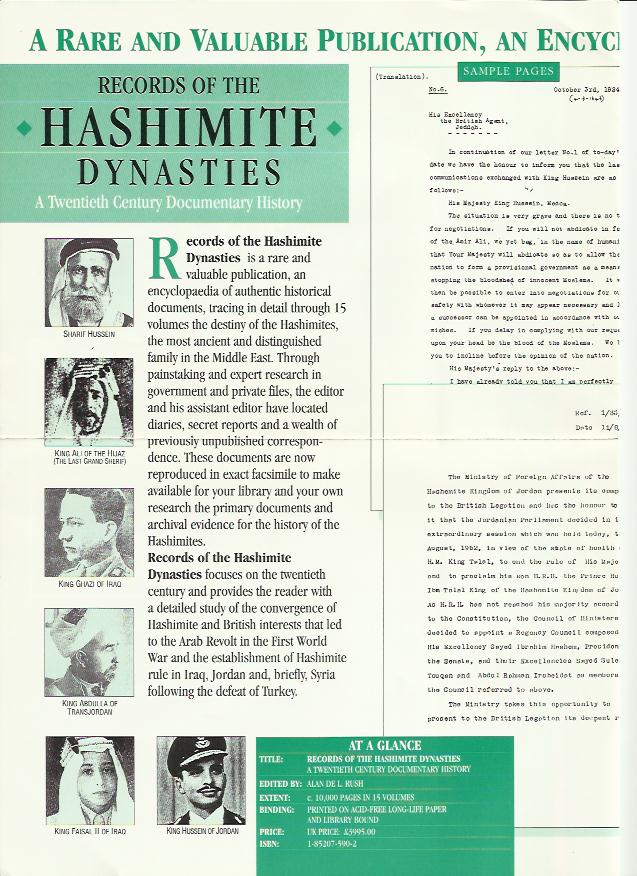 A RARE AND VALUABLE PUBLICATION, AN ENCYC
RECORDS OF THE
HASHIMITE
DYNASTIES
A Twentieth Century Documentary History
SHARIF HUSSEIN
KING ALI OF THE HIJAZ
(THE LAST GRAND SHERIF)
KING GHAZI OF IRAQ
KING ABDULLA OF
TRANSJORDAN
KING FAISAL II OF IRAQ
KING HUSSEIN OF JORDAN
Records of the Hashimite
Dynasties is a rare and
valuable publication, an
encyclopaedia of authentic historical
documents, tracing in detail through 15
volumes the destiny of the Hashimites,
the most ancient and distinguished
family in the Middle East. Through
painstaking and expert research in
government and private files, the editor
and his assistant editor have located
diaries, secret reports and a wealth of
previously unpublished correspon-
dence. These documents are now
reproduced in exact facsimile to make
available for your library and your own
research the primary documents and
archival evidence for the history of the
Hashimites.
Records of the Hashimite
Dynasties focuses on the twentieth
century and provides the reader with
a detailed study of the convergence of
Hashimite and British interests that led
to the Arab Revolt in the First World
War and the establishment of Hashimite
rule in Iraq, Jordan and, briefly, Syria
following the defeat of Turkey.
SAMPLE PAGES
(Translation).
No.6. October 3rd, 1924
His Excellency
the British Agent,
Jeddah.
In continuation of our letter No.1 of to-day'
date we have the honour to inform you that the las
communications exchanged with King Hussein are as
follows:-
His Majesty King Hussein, Mecca.
The situation is very grave and there is no t
for negotiations. If you will not abdicate in fa
of the Amir Ali, we yet beg, in the name of humani
that Your Majesty will abdicate so as to allow the
nation to form a provisional government as a means
stopping the bloodshed of innocent Moslems. It w
then be possible to enter into negotiations for ou
safety with whomever it may appear necessary and
a successor can be appointed in accordance with ou
wishes. If you delay in complying with our reque
upon your head be the blood of the Moslems. We
you to incline before the opinion of the nation.
His Majesty's reply to the above:-
I have already told you that I am perfectly
Ref. 1/33,
Date 11/8,
The Ministry of Foreign Affairs of the
Hashemite Kingdom of Jordan presents its comp
to the British Legation and has the honour to
it that the Jordanian Parliament decided in i
extraordinary session which was held today, t
August, 1952, in view of the state of health
H.M. King Talal, to end the rule of His Maje
and to proclaim his son H.R.H. the Prince Hu
Ibn Talal King of the Hashemite Kingdom of Jo
As H.R.H. has not reached his majority accord
to the Constitution, the Council of Ministers
decided to appoint a Regency Council composed
His Excellency Sayed Ibrahim Hashem, Presiden
the Senate, and their Excellencies Sayed Sule
Touqan and Abdul Rahman Irsheidat as members
the Council referred to above.
The Ministry takes this opportunity to
present to the British Legation its deepest r
AT A GLANCE
TITLE: RECORDS OF THE HASHIMITE DYNASTIES
A TWENTIETH CENTURY DOCUMENTARY HISTORY
EDITED BY: ALAN DE L. RUSH
EXTENT: c. 10,000 PAGES IN 15 VOLUMES
BINDING: PRINTED ON ACID-FREE LONG-LIFE PAPER
AND LIBRARY BOUND
PRICE: UK PRICE: £5995.00
ISBN: 1-85207-590-2